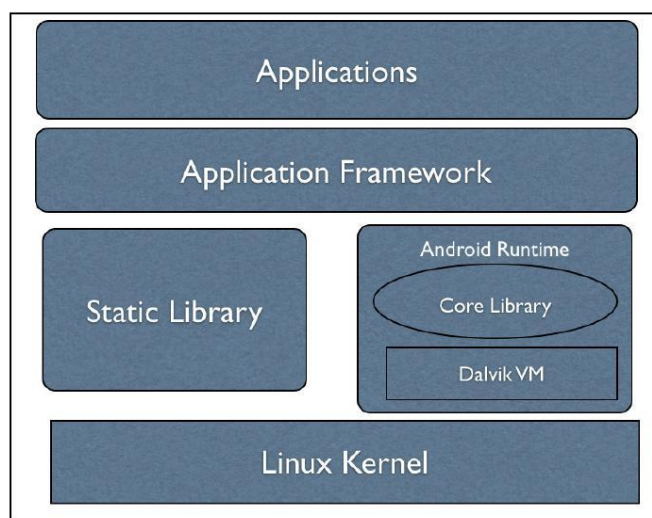 Applications
Application Framework
Static Library
Android Runtime
Core Library
Dalvik VM
Linux Kernel